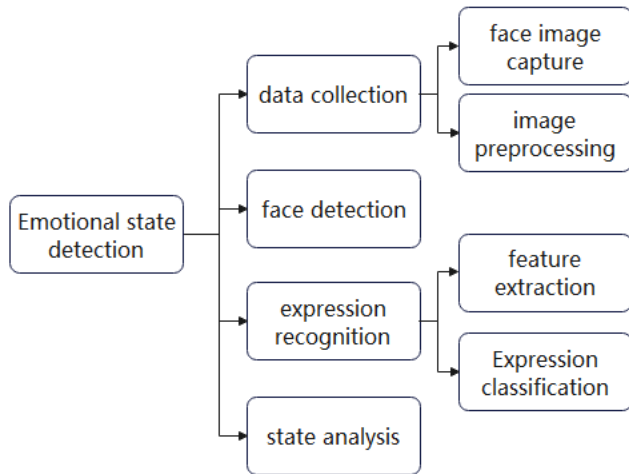 Emotional state
detection
data collection
face image
capture
image
preprocessing
face detection
expression
recognition
feature
extraction
Expression
classification
state analysis